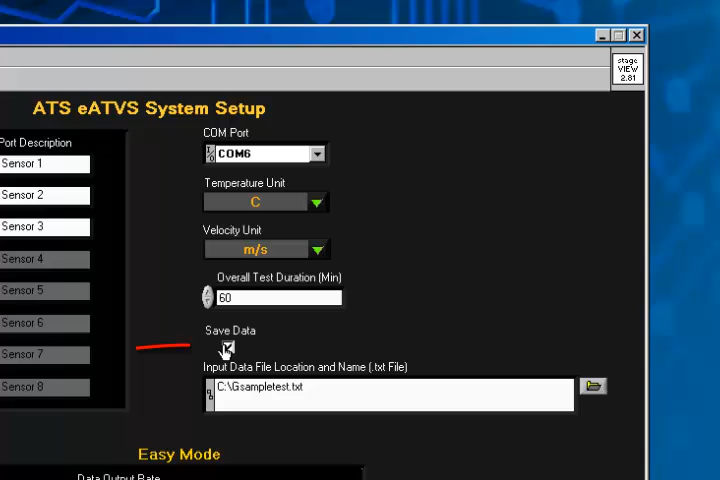 stage
VIEW
2.81
ATS eATVS System Setup
Port Description
Sensor 1
Sensor 2
Sensor 3
Sensor 4
Sensor 5
Sensor 6
Sensor 7
Sensor 8
COM Port
COM6
Temperature Unit
C
Velocity Unit
m/s
Overall Test Duration (Min)
60
Save Data
Input Data File Location and Name (.txt File)
C:\Gsampletest.txt
Easy Mode
Data Output Rate